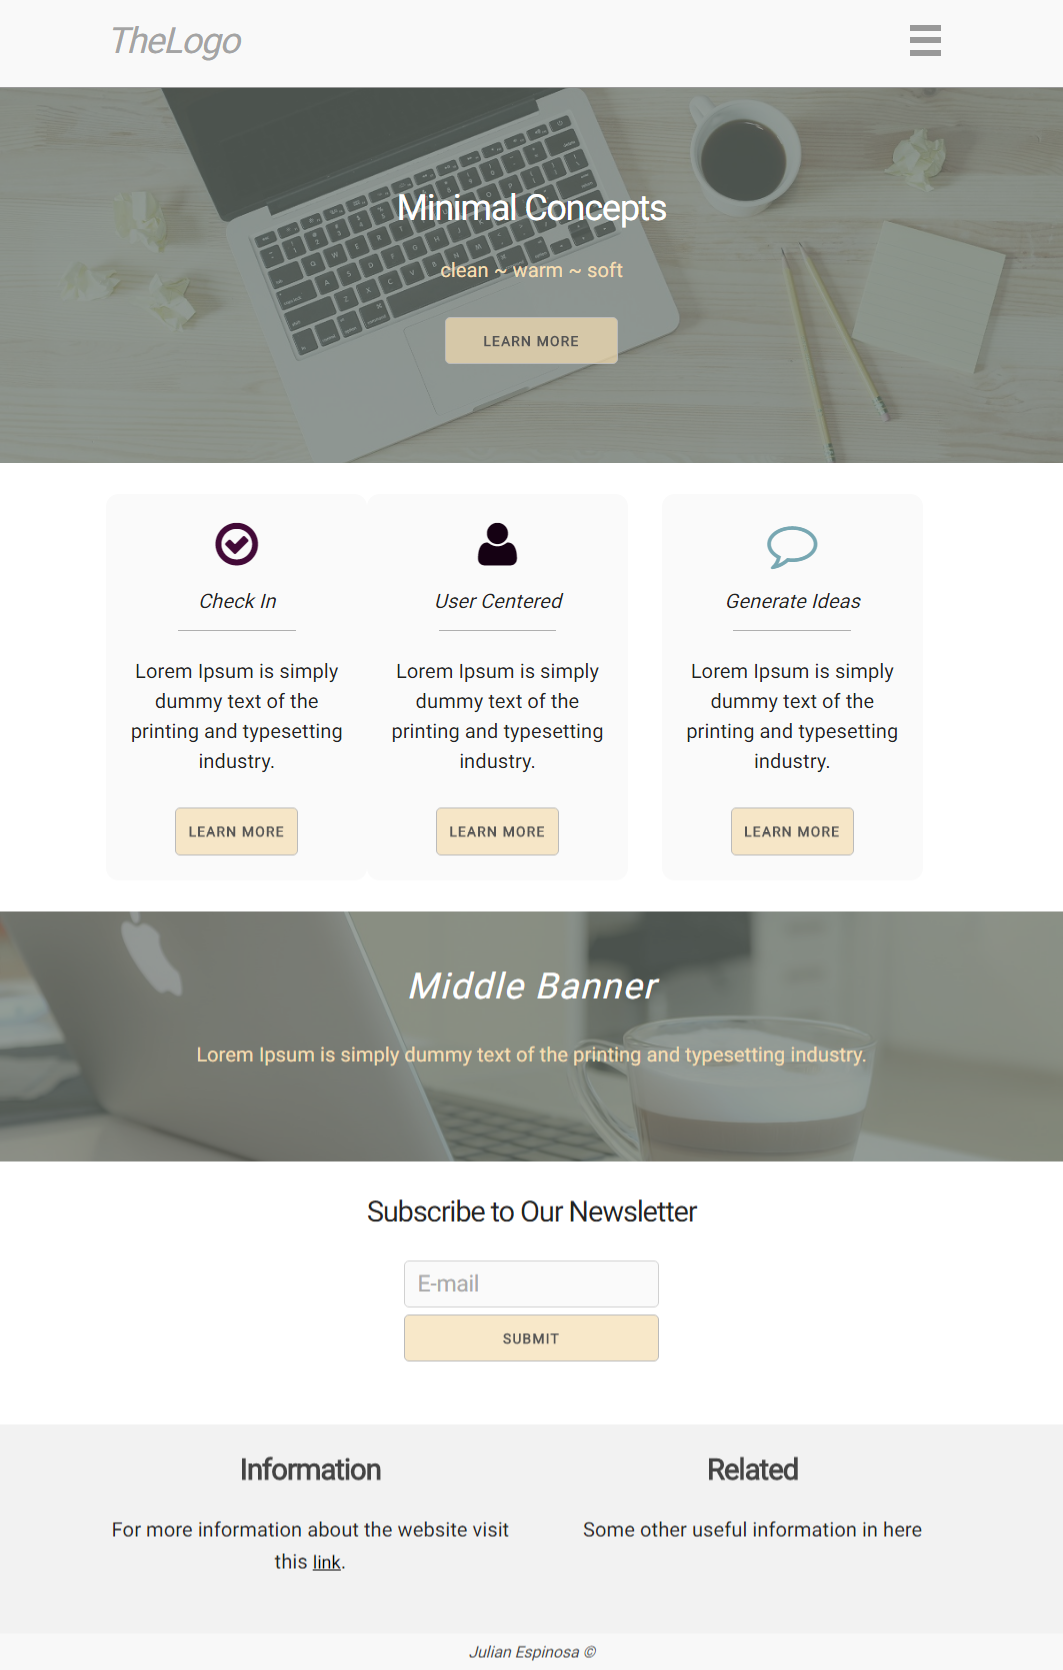 TheLogo
Minimal Concepts
clean ~ warm ~ soft
LEARN MORE
Check In
Lorem Ipsum is simply
dummy text of the
printing and typesetting
industry.
LEARN MORE
User Centered
Lorem Ipsum is simply
dummy text of the
printing and typesetting
industry.
LEARN MORE
Generate Ideas
Lorem Ipsum is simply
dummy text of the
printing and typesetting
industry.
LEARN MORE
Middle Banner
Lorem Ipsum is simply dummy text of the printing and typesetting industry.
Subscribe to Our Newsletter
E-mail
SUBMIT
Information
For more information about the website visit
this link.
Related
Some other useful information in here
Julian Espinosa ©